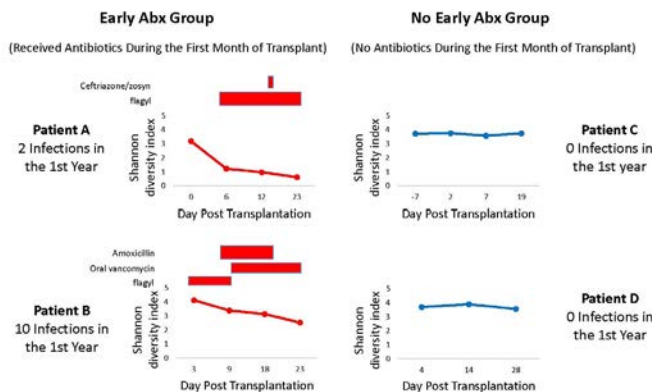 Early Abx Group
(Received Antibiotics During the First Month of Transplant)
No Early Abx Group
(No Antibiotics During the First Month of Transplant)
Ceftriazone/zosyn
flagyl
Patient A
2 Infections in
the 1st Year
Shannon
diversity index
5
4
3
2
1
0
0 6 12 23
Day Post Transplantation
Shannon
diversity index
5
4
3
2
1
0
-7 2 7 19
Day Post Transplantation
Patient C
0 Infections in
the 1st year
Amoxicillin
Oral vancomycin
flagyl
Patient B
10 Infections in
the 1st Year
Shannon
diversity index
5
4
3
2
1
0
3 9 18 23
Day Post Transplantation
Shannon
diversity index
5
4
3
2
1
0
4 14 28
Day Post Transplantation
Patient D
0 Infections in
the 1st Year